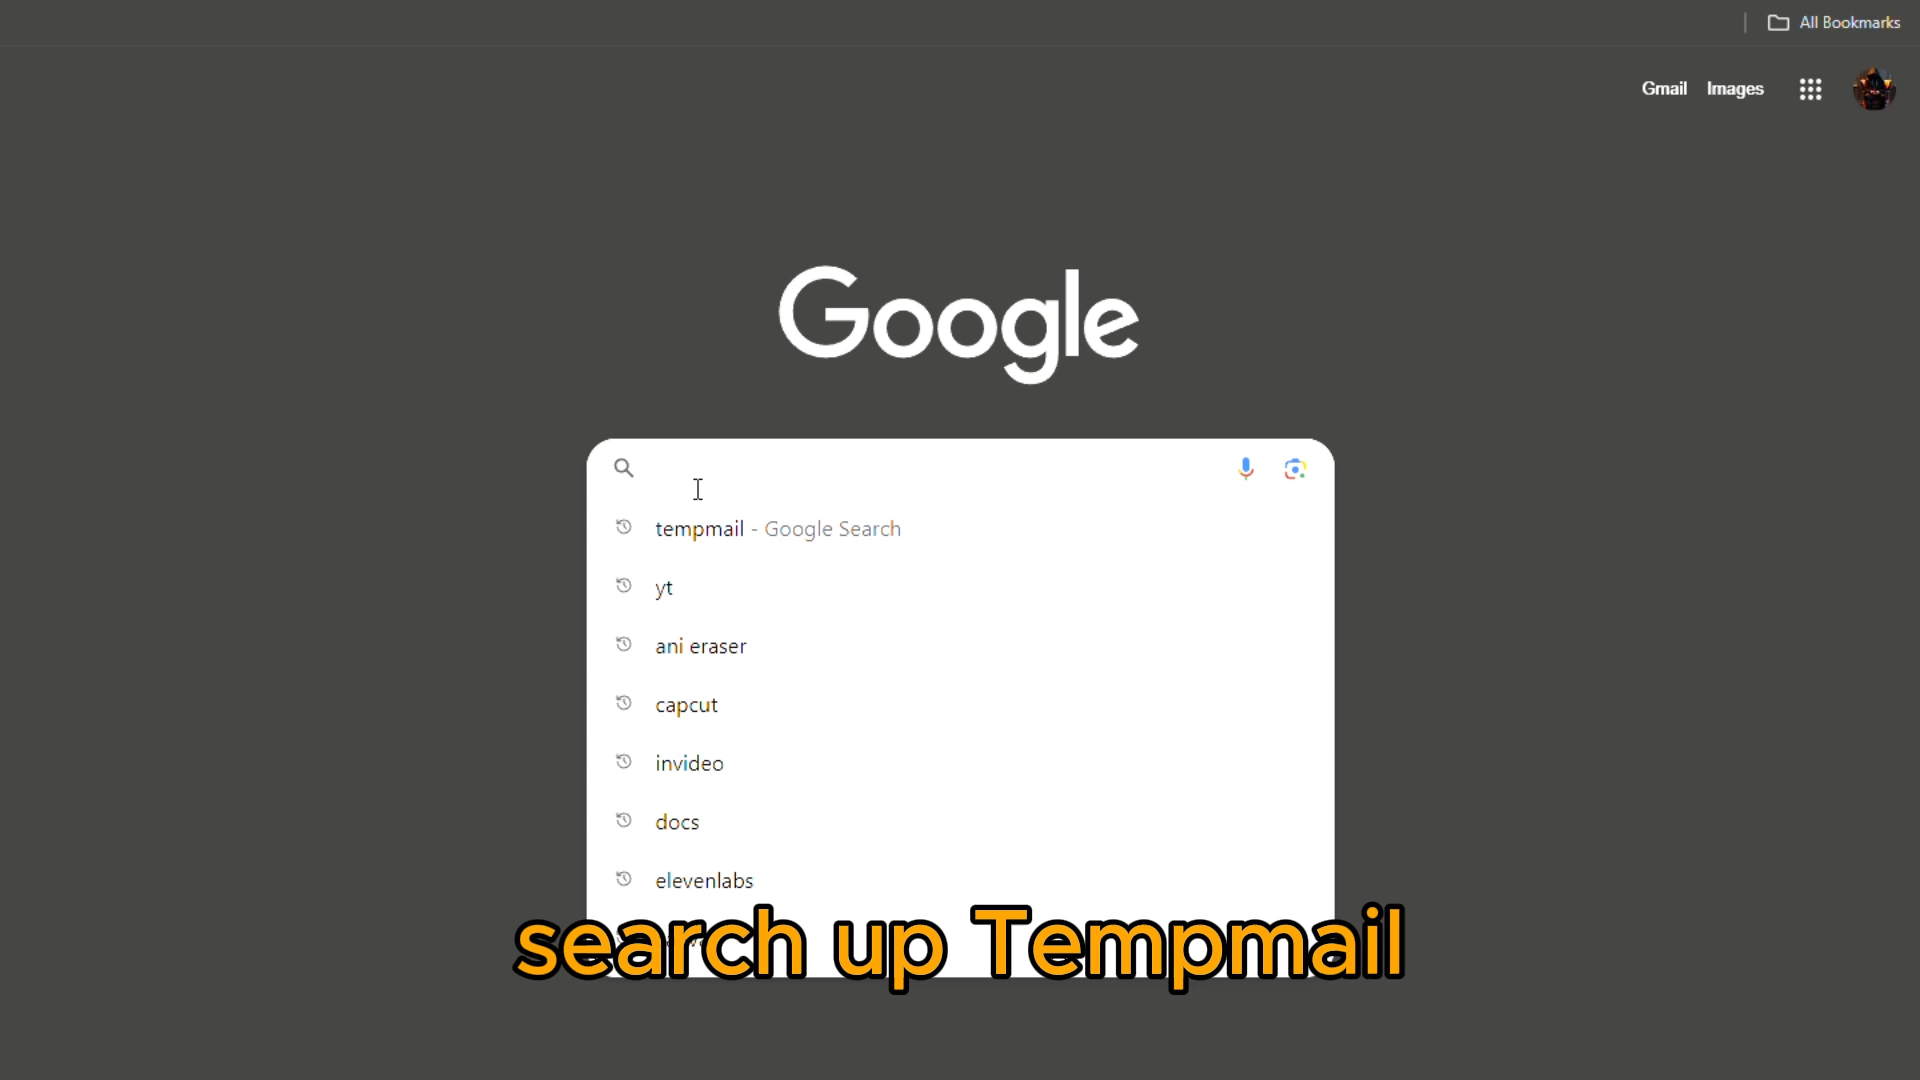 All Bookmarks
Gmail Images
Google
tempmail - Google Search
yt
ani eraser
capcut
invideo
docs
elevenlabs
search up Tempmail